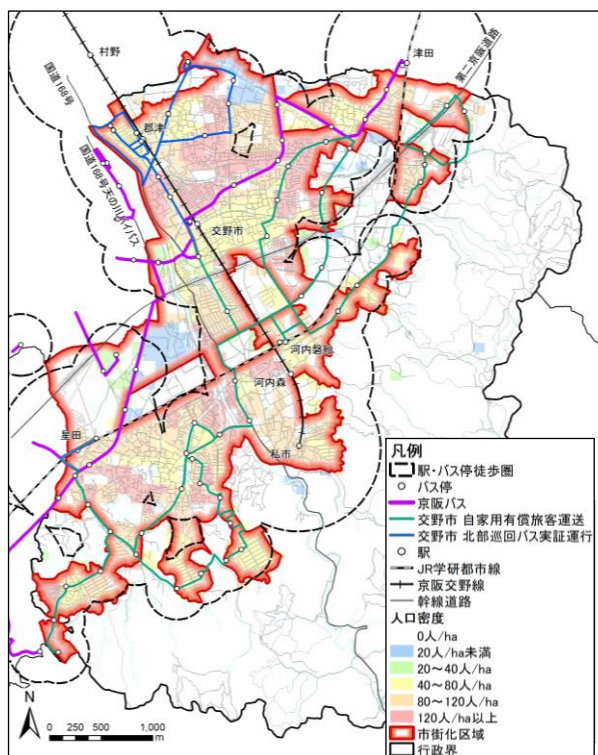 村野
津田
第二京阪道路
国道168号
郡津
国道168号天の川バイパス
交野市
河内磐船
河内森
星田
私市
凡例
駅・バス停徒歩圏
バス停
京阪バス
交野市 自家用有償旅客運送
交野市 北部巡回バス実証運行
駅
JR学研都市線
京阪交野線
幹線道路
人口密度
0人/ha
20人/ha未満
20～40人/ha
40～80人/ha
80～120人/ha
120人/ha以上
市街化区域
行政界
N
0 250 500 1,000
m